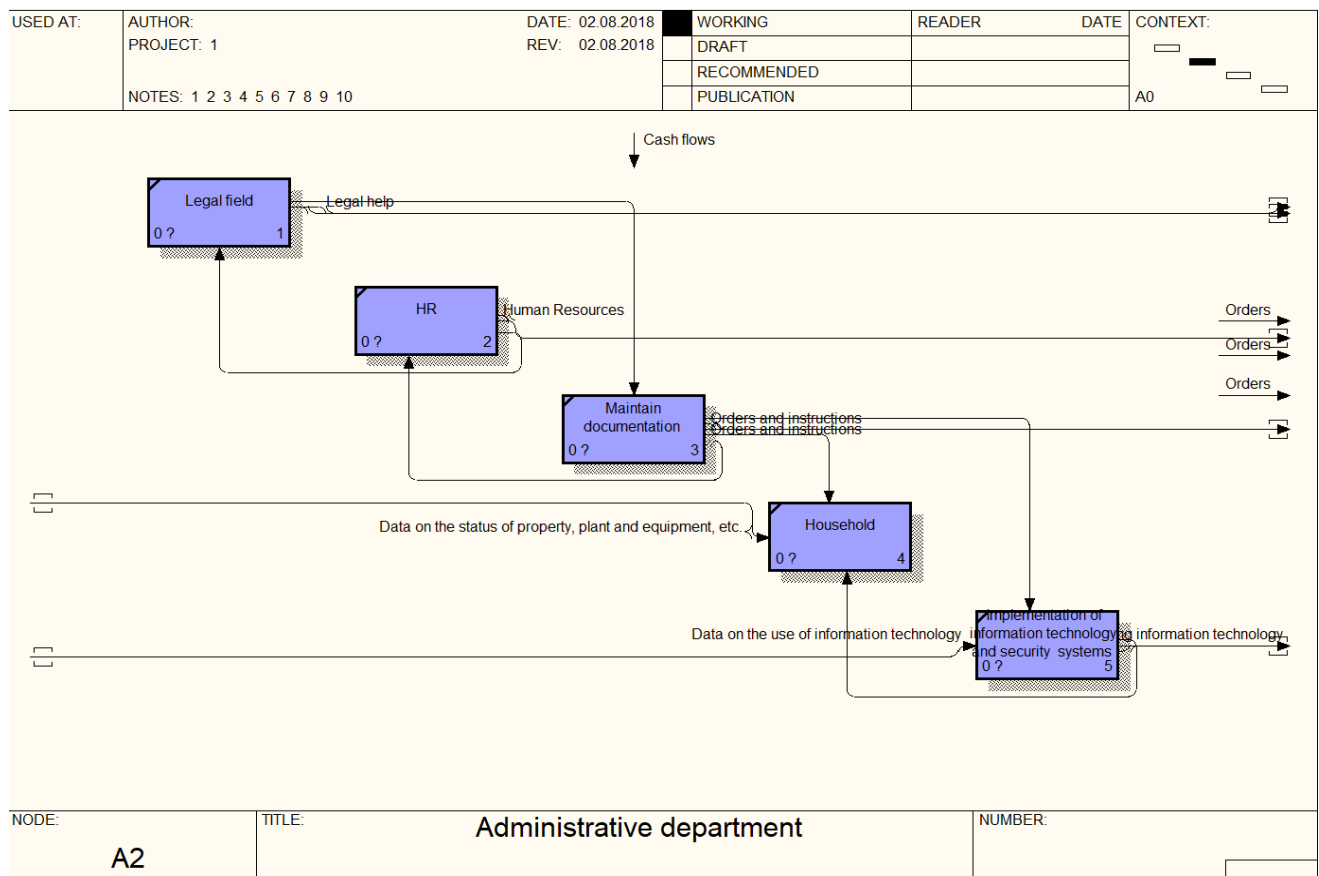 USED AT:
AUTHOR:
DATE: 02.08.2018
PROJECT: 1
REV: 02.08.2018
NOTES: 1 2 3 4 5 6 7 8 9 10
WORKING
DRAFT
RECOMMENDED
PUBLICATION
READER DATE
CONTEXT:
A0
Cash flows
Legal field
0 ? 1
Legal help
HR
0 ? 2
Human Resources
Orders
Orders
Orders
Maintain
documentation
0 ? 3
Orders and instructions
Orders and instructions
Data on the status of property, plant and equipment, etc.
Household
0 ? 4
Data on the use of information technology
Implementation of
information technology
and security systems
0 ? 5
information technology
NODE:
A2
TITLE:
Administrative department
NUMBER: